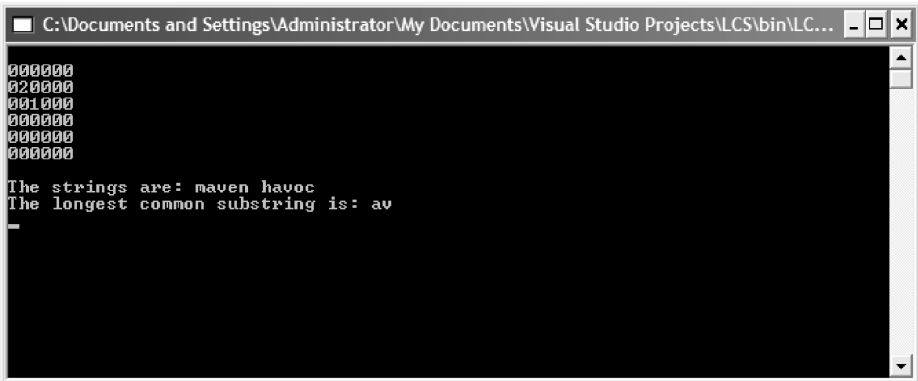 C:\Documents and Settings\Administrator\My Documents\Visual Studio Projects\LCS\bin\LC...
000000
020000
001000
000000
000000
000000
The strings are: maven havoc
The longest common substring is: av